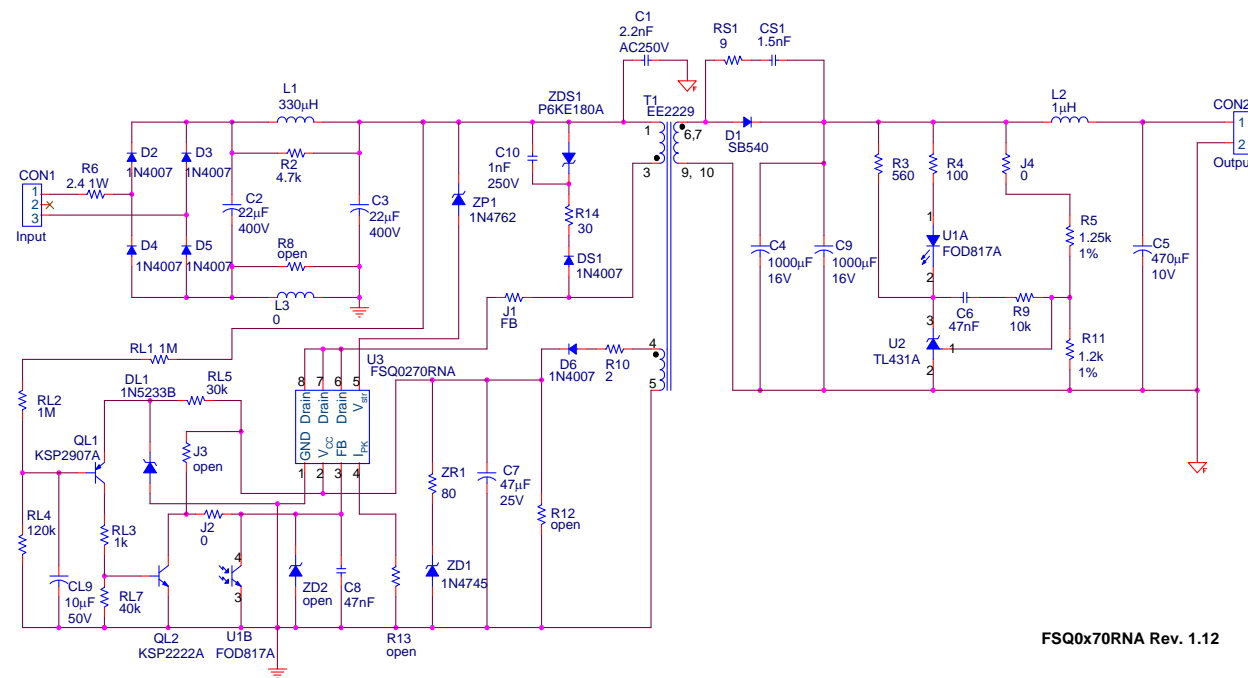 C1
2.2nF
AC250V
RS1
9
CS1
1.5nF
F
L1
330μH
ZDS1
P6KE180A
T1
EE2229
1
3
6,7
9, 10
D1
SB540
L2
1μH
CON2
1
2
Output
D2
1N4007
D3
1N4007
R6
2.4 1W
CON1
1
2
3
Input
R2
4.7k
C2
22μF
400V
C3
22μF
400V
C10
1nF
250V
ZP1
1N4762
R14
30
DS1
1N4007
R3
560
R4
100
J4
0
R5
1.25k
1%
1
U1A
FOD817A
2
D4
1N4007
D5
1N4007
R8
open
L3
0
C4
1000μF
16V
C9
1000μF
16V
C5
470μF
10V
J1
FB
C6
47nF
R9
10k
3
U2
TL431A
1
2
R11
1.2k
1%
RL1 1M
U3
FSQ0270RNA
D6
1N4007
R10
2
4
5
DL1
1N5233B
RL5
30k
RL2
1M
8
7
6
5
Drain
Drain
Drain
Vstr
GND
VCC
FB
IPK
1
2
3
4
QL1
KSP2907A
J3
open
ZR1
80
C7
47μF
25V
R12
open
F
RL4
120k
RL3
1k
J2
0
4
3
CL9
10μF
50V
RL7
40k
ZD2
open
C8
47nF
ZD1
1N4745
QL2
KSP2222A
U1B
FOD817A
R13
open
FSQ0x70RNA Rev. 1.12